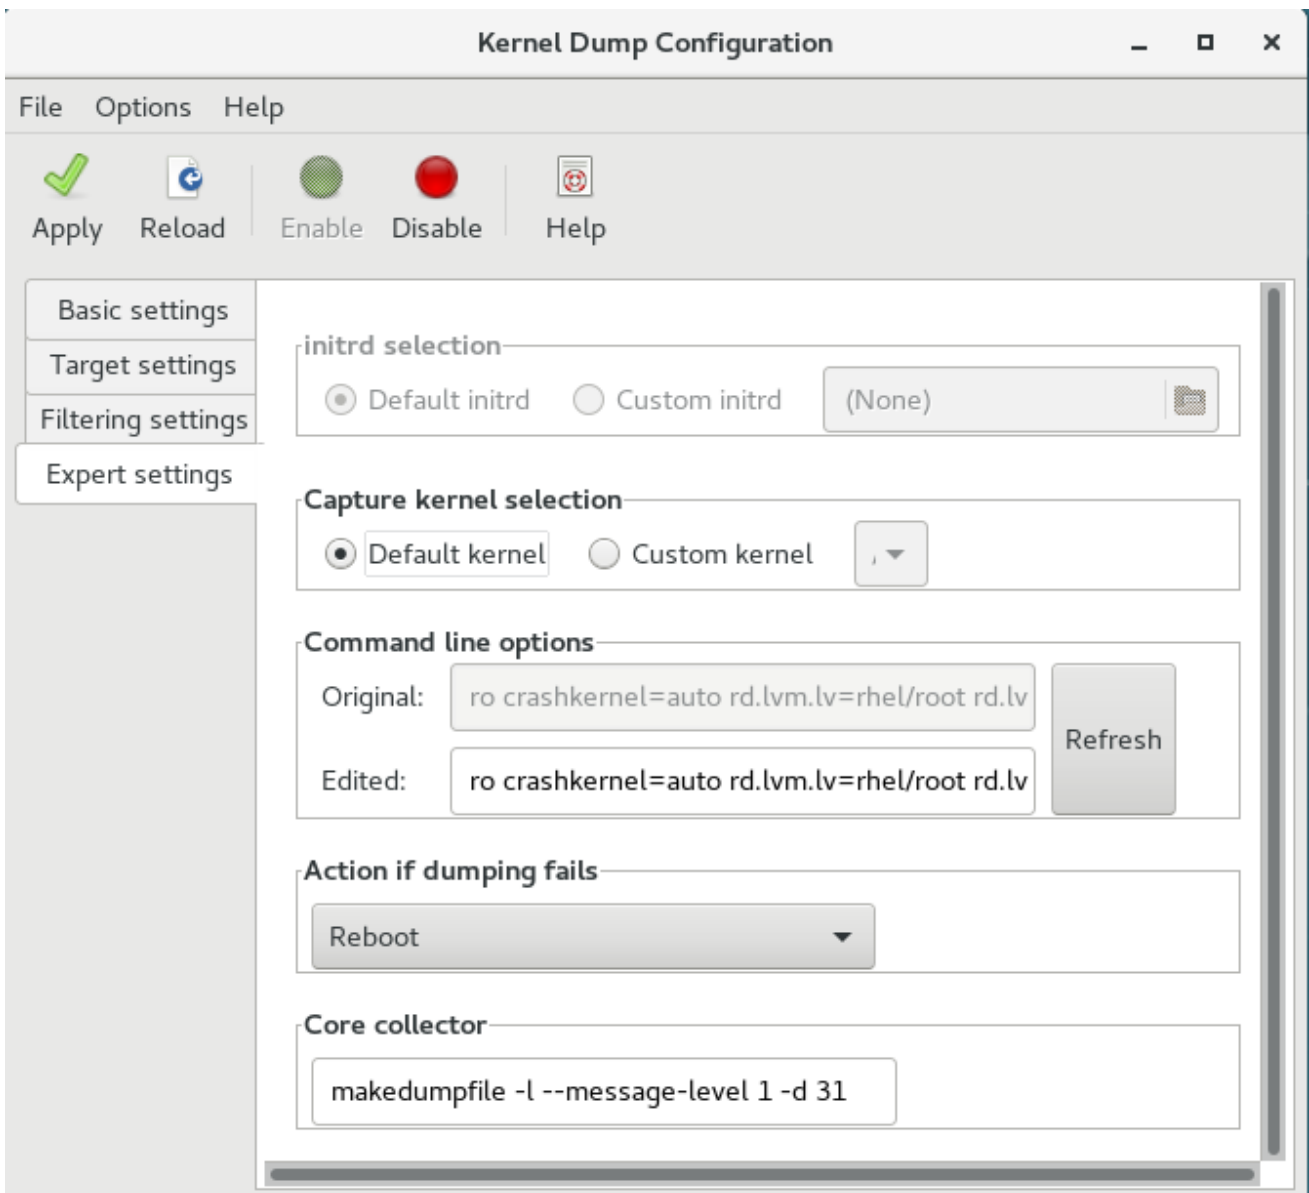 Kernel Dump Configuration
File Options Help
Apply Reload Enable Disable Help
Basic settings
Target settings
Filtering settings
Expert settings
initrd selection
Default initrd Custom initrd (None)
Capture kernel selection
Default kernel Custom kernel
Command line options
Original: ro crashkernel=auto rd.lvm.lv=rhel/root rd.lv
Refresh
Edited: ro crashkernel=auto rd.lvm.lv=rhel/root rd.lv
Action if dumping fails
Reboot
Core collector
makedumpfile -l --message-level 1 -d 31